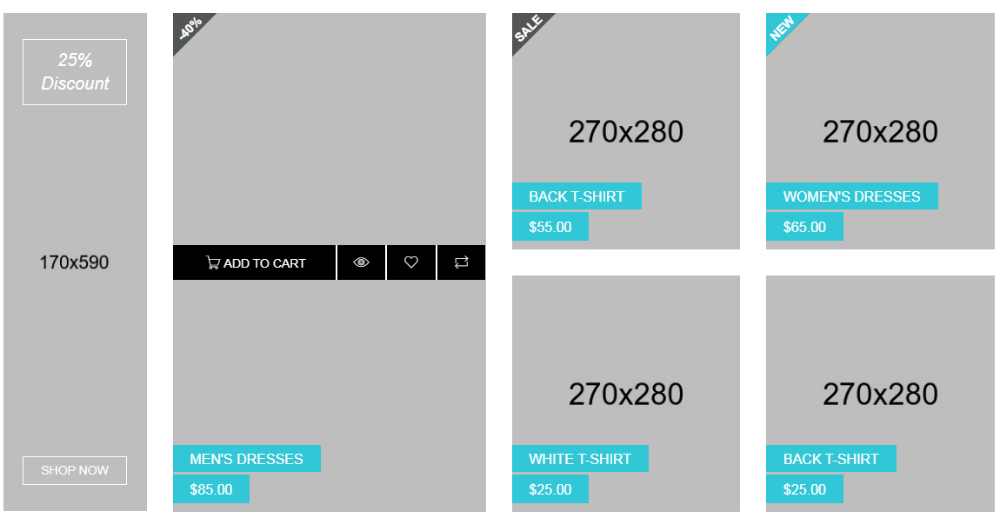 25%
Discount
170x590
SHOP NOW
-40%
ADD TO CART
MEN'S DRESSES
$85.00
SALE
270x280
BACK T-SHIRT
$55.00
NEW
270x280
WOMEN'S DRESSES
$65.00
270x280
WHITE T-SHIRT
$25.00
270x280
BACK T-SHIRT
$25.00